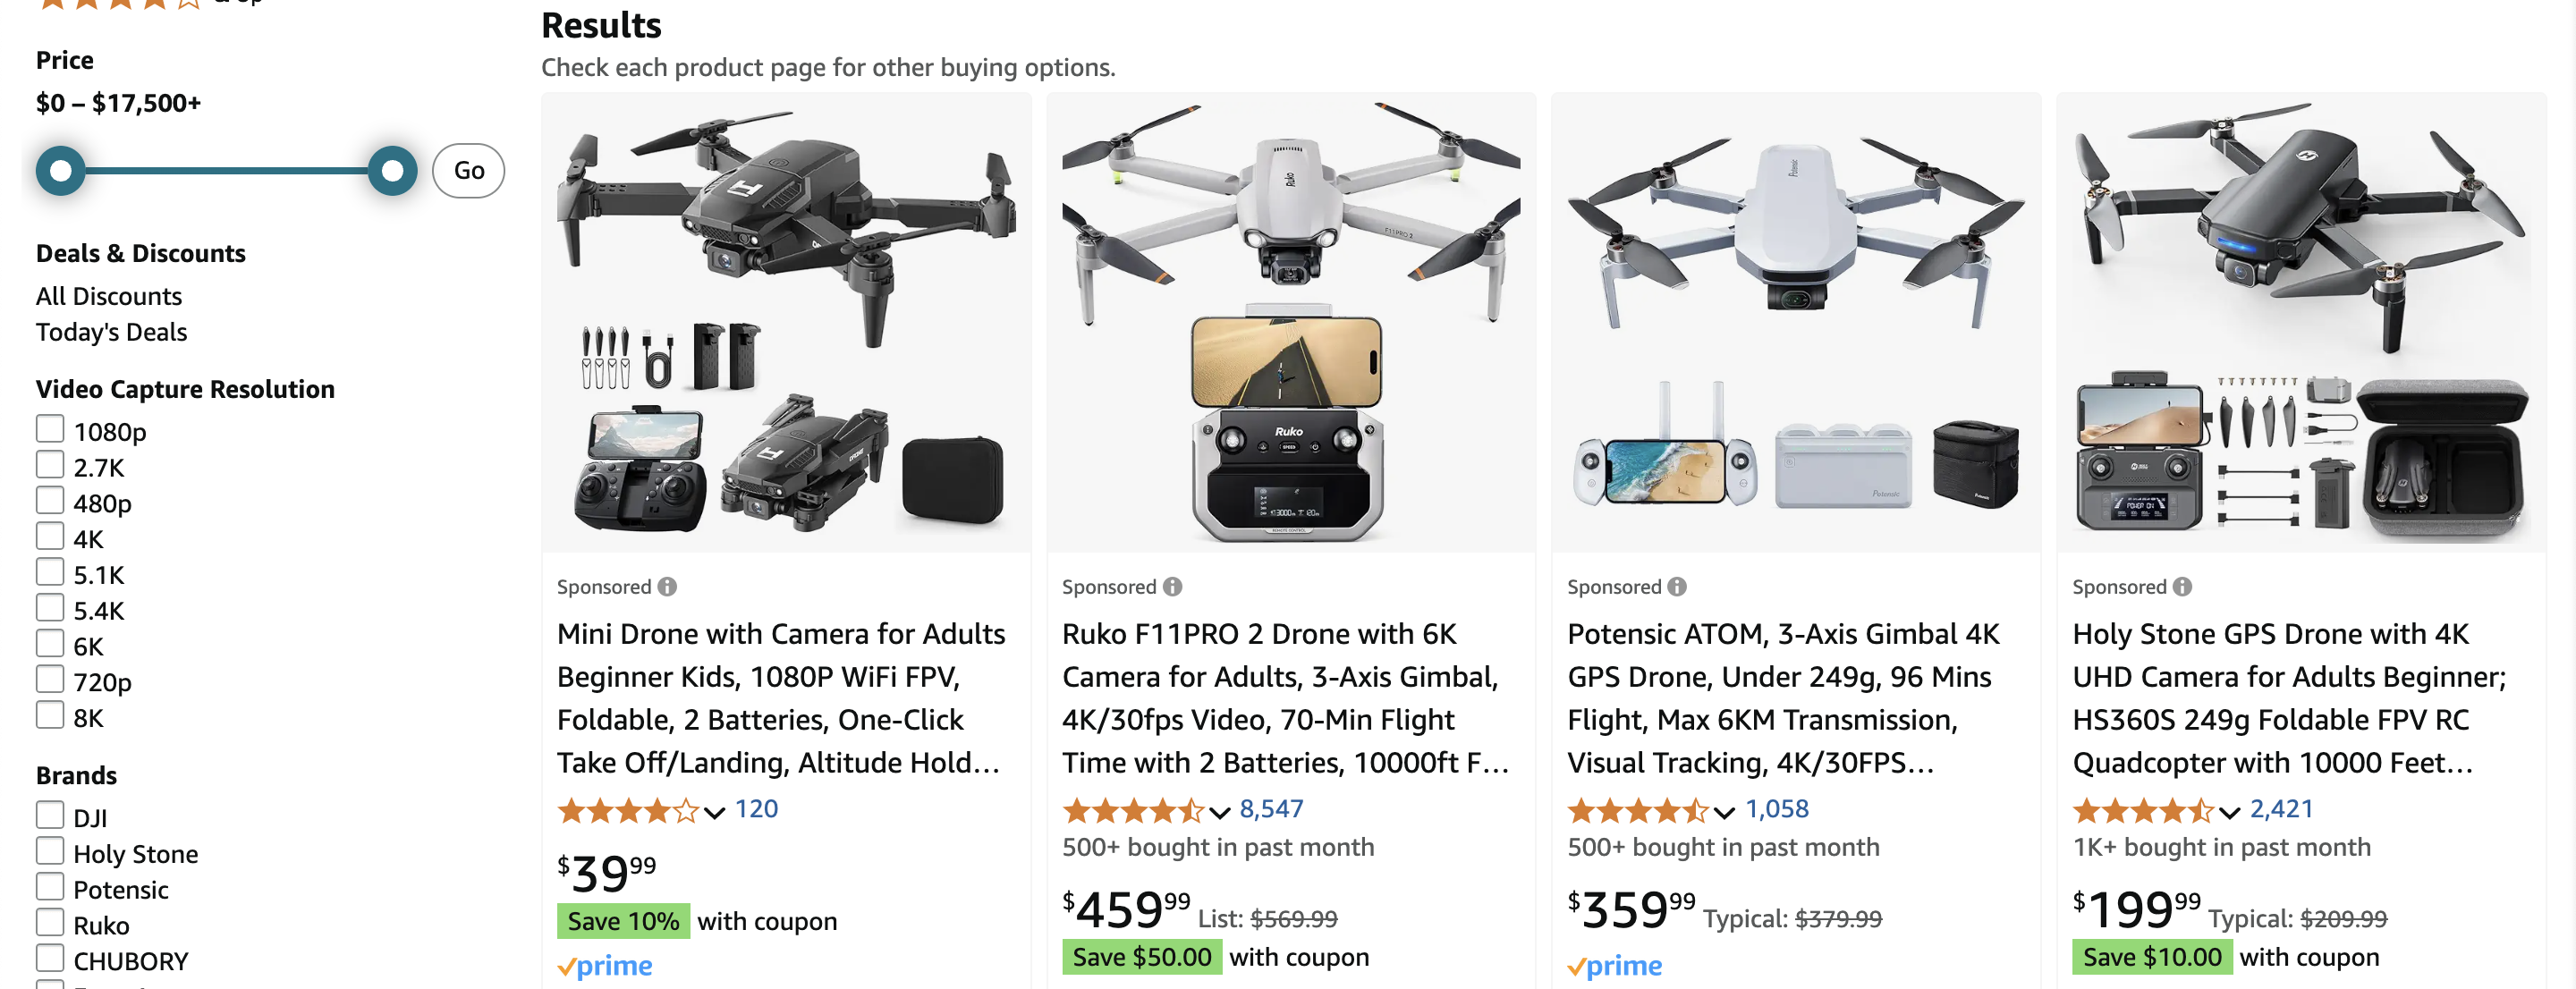 & Up
Price
$0 – $17,500+
Go
Deals & Discounts
All Discounts
Today's Deals
Video Capture Resolution
1080p
2.7K
480p
4K
5.1K
5.4K
6K
720p
8K
Brands
DJI
Holy Stone
Potensic
Ruko
CHUBORY
Results
Check each product page for other buying options.
Sponsored
Mini Drone with Camera for Adults
Beginner Kids, 1080P WiFi FPV,
Foldable, 2 Batteries, One-Click
Take Off/Landing, Altitude Hold…
120
$39.99
Save 10% with coupon
prime
Ruko
F11PRO 2
Ruko
Sponsored
Ruko F11PRO 2 Drone with 6K
Camera for Adults, 3-Axis Gimbal,
4K/30fps Video, 70-Min Flight
Time with 2 Batteries, 10000ft F…
8,547
500+ bought in past month
$459.99 List: $569.99
Save $50.00 with coupon
Potensic
Potensic
Sponsored
Potensic ATOM, 3-Axis Gimbal 4K
GPS Drone, Under 249g, 96 Mins
Flight, Max 6KM Transmission,
Visual Tracking, 4K/30FPS…
1,058
500+ bought in past month
$359.99 Typical: $379.99
prime
Sponsored
Holy Stone GPS Drone with 4K
UHD Camera for Adults Beginner;
HS360S 249g Foldable FPV RC
Quadcopter with 10000 Feet…
2,421
1K+ bought in past month
$199.99 Typical: $209.99
Save $10.00 with coupon